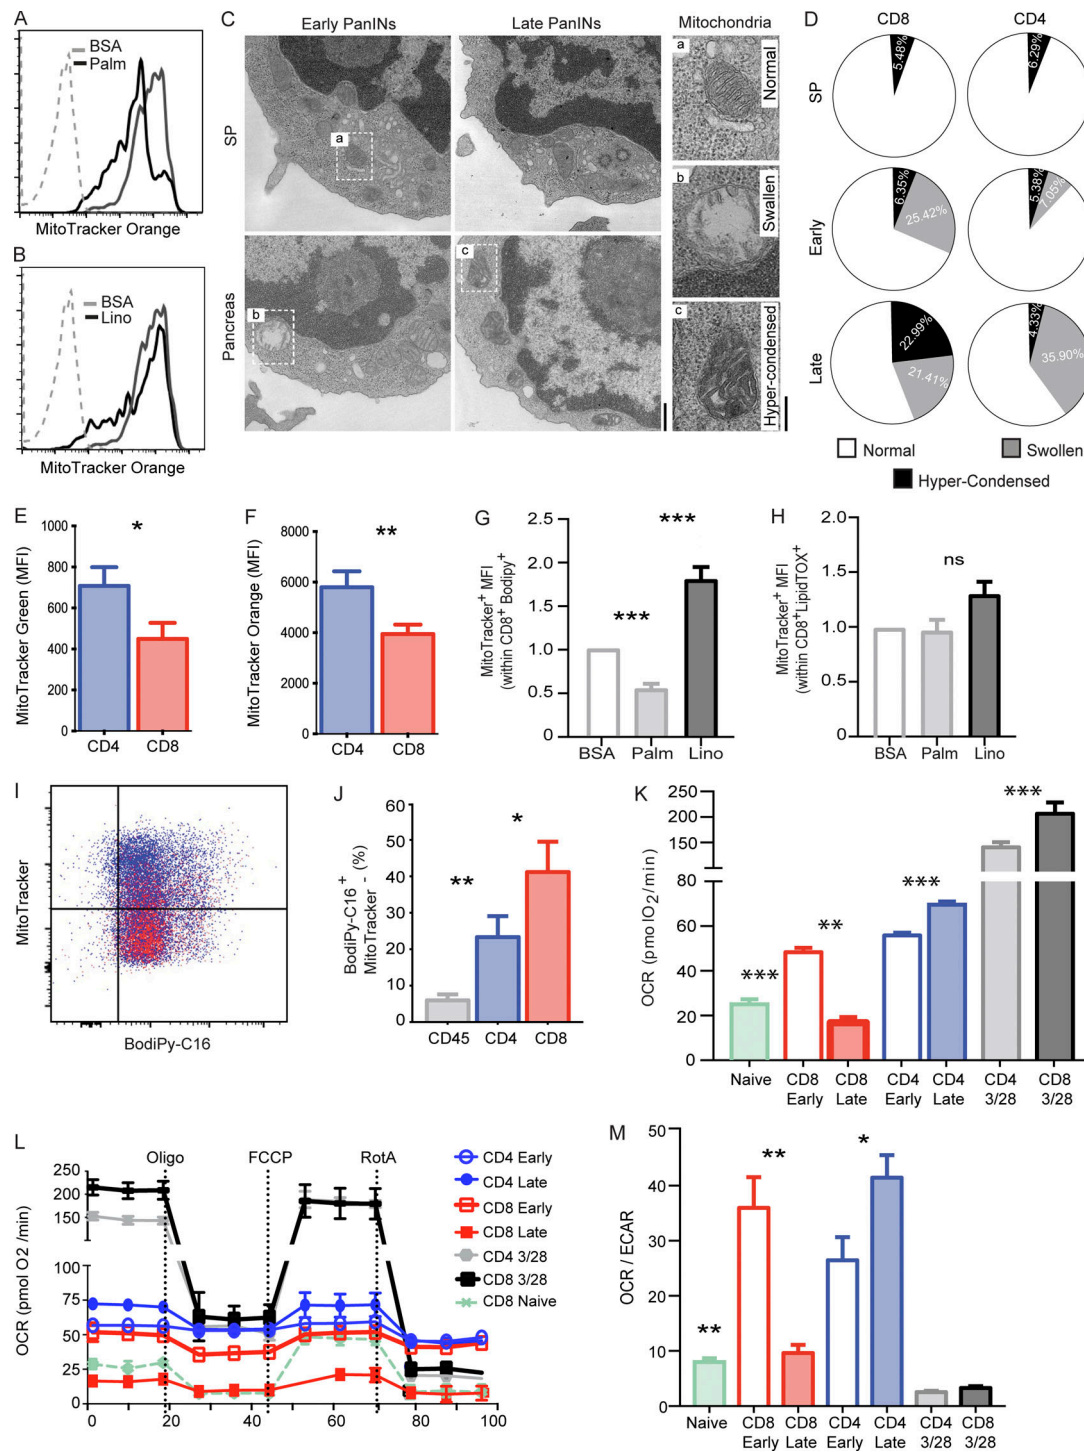 A
BSA
Palm
MitoTracker Orange
B
BSA
Lino
MitoTracker Orange
C
Early PanINs
Late PanINs
Mitochondria
SP
Pancreas
a
b
c
a
Normal
b
Swallen
c
Hyper-condensed
D
CD8
CD4
SP
5.48%
6.29%
Early
6.35%
25.42%
5.38%
7.05%
Late
22.99%
21.41%
4.33%
35.90%
Normal
Swollen
Hyper-Condensed
E
MitoTracker Green (MFI)
1000
800
600
400
200
0
*
CD4
CD8
F
MitoTracker Orange (MFI)
8000
6000
4000
2000
0
**
CD4
CD8
G
MitoTracker+ MFI
(within CD8+ Bodipy+
2.5
2.0
1.5
1.0
0.5
0
***
***
BSA
Palm
Lino
H
MitoTracker+ MFI
(within CD8+LipidTOX+
2.0
1.5
1.0
0.5
0
ns
BSA
Palm
Lino
I
MitoTracker
BodiPy-C16
J
BodiPy-C16+
MitoTracker- (%)
60
50
40
30
20
10
0
**
*
CD45
CD4
CD8
K
OCR (pmo lO2/min)
250
200
150
100
80
60
40
20
0
***
**
***
***
Naive
CD8 Early
CD8 Late
CD4 Early
CD4 Late
CD4 3/28
CD8 3/28
L
OCR (pmol O2 /min)
250
200
150
100
75
50
25
0
Oligo
FCCP
RotA
0
20
40
60
80
100
CD4 Early
CD4 Late
CD8 Early
CD8 Late
CD4 3/28
CD8 3/28
CD8 Naive
M
OCR / ECAR
50
40
30
20
10
0
**
**
*
Naive
CD8 Early
CD8 Late
CD4 Early
CD4 Late
CD4 3/28
CD8 3/28